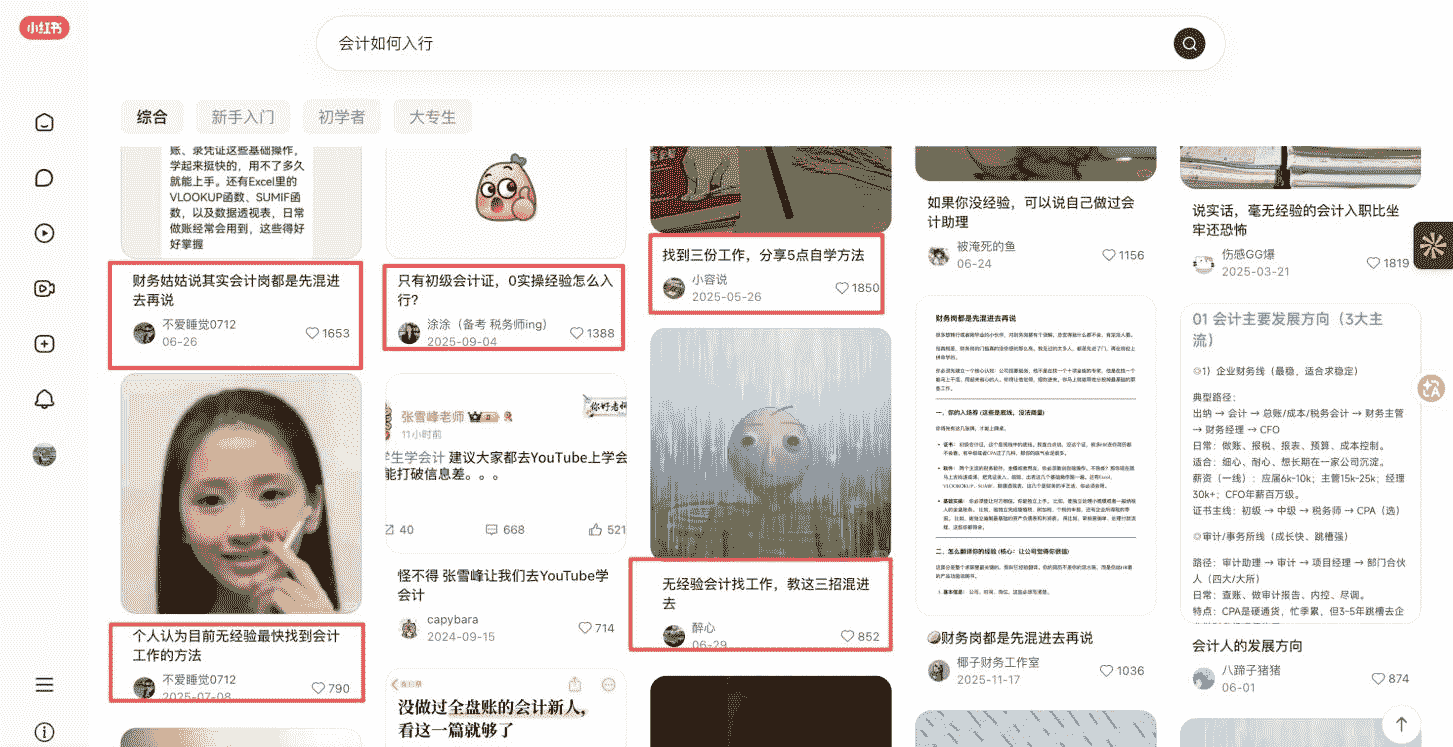 小红书
会计如何入行
综合
新手入门
初学者
大专生
账、录凭证这些基础操作，
学起来挺快的，用不了多久
就能上手。还有Excel里的
VLOOKUP函数、SUMIF函
数，以及数据透视表，日常
做账经常会用到，这些得好
好掌握
财务姑姑说其实会计岗都是先混进
去再说
不爱睡觉0712
06-26
1653
个人认为目前无经验最快找到会计
工作的方法
不爱睡觉0712
2025-07-08
790
只有初级会计证，0实操经验怎么入
行?
涂涂（备考 税务师ing）
2025-09-04
1388
张雪峰老师
11小时前
你好老师
学生学会计 建议大家都去YouTube上学会
能打破信息差。。。
40
668
521
怪不得 张雪峰让我们去YouTube学
会计
capybara
2024-09-15
714
没做过全盘账的会计新人，
看这一篇就够了
找到三份工作，分享5点自学方法
小容说
2025-05-26
1850
无经验会计找工作，教这三招混进
去
醉心
06-29
852
如果你没经验，可以说自己做过会
计助理
被淹死的鱼
06-24
1156
财务岗都是先混进去再说
一、你的入场券 (这些是底线，没法商量)
二、怎么翻译你的经验 (核心：让公司觉得你很值)
财务岗都是先混进去再说
椰子财务工作室
2025-11-17
1036
说实话，毫无经验的会计入职比坐
牢还恐怖
伤感GG爆
2025-03-21
1819
01 会计主要发展方向（3大主
流）
1）企业财务线（最稳，适合求稳定）
典型路径：
出纳 → 会计 → 总账/成本/税务会计 → 财务主管
→ 财务经理 → CFO
日常：做账、报税、报表、预算、成本控制。
适合：细心、耐心、想长期在一家公司沉淀。
薪资（一线）：应届6k-10k；主管15k-25k；经理
30k+；CFO年薪百万级。
证书主线：初级 → 中级 → 税务师 → CPA（选）
审计/事务所线（成长快、跳槽强）
路径：审计助理 → 审计 → 项目经理 → 部门合伙
人（四大/大所）
日常：查账、做审计报告、内控、尽调。
特点：CPA是硬通货，忙季累，但3-5年跳槽去企
会计人的发展方向
八蹄子猪猪
06-01
874